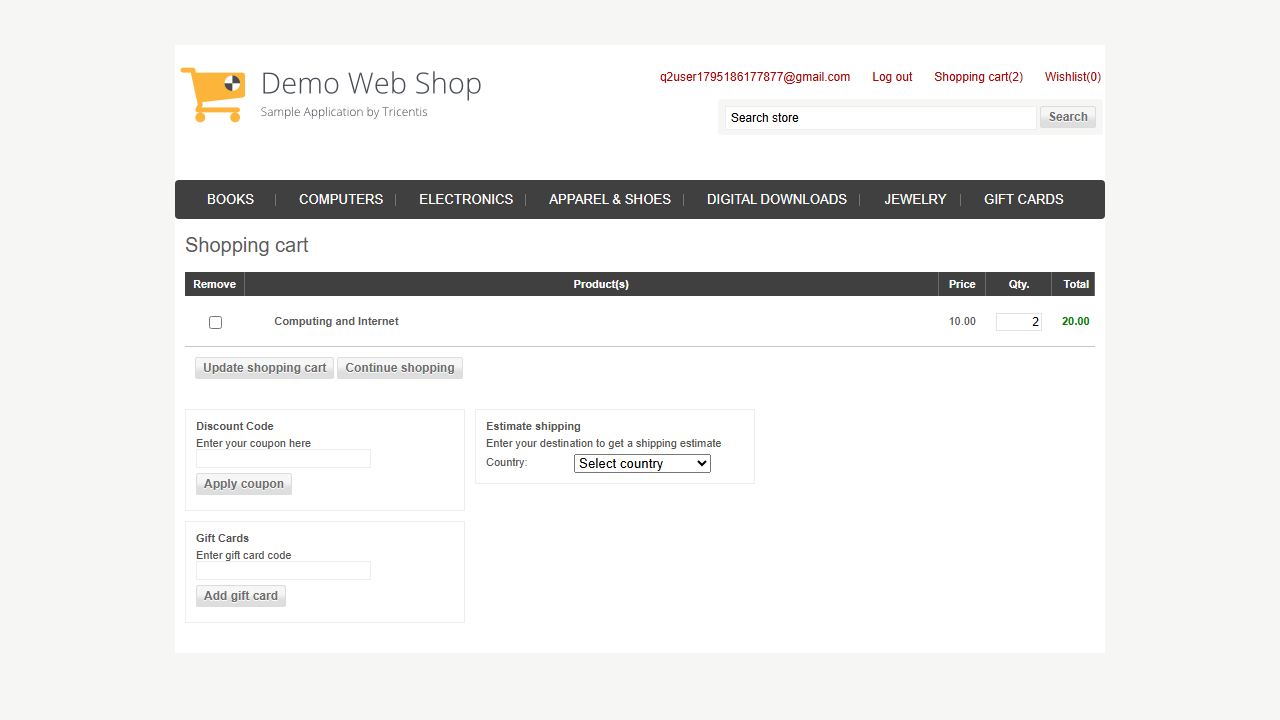 Demo Web Shop
Sample Application by Tricentis
q2user1795186177877@gmail.com Log out Shopping cart(2) Wishlist(0)
Search store Search
BOOKS COMPUTERS ELECTRONICS APPAREL & SHOES DIGITAL DOWNLOADS JEWELRY GIFT CARDS
Shopping cart
Remove Product(s) Price Qty. Total
Computing and Internet 10.00 2 20.00
Update shopping cart Continue shopping
Discount Code
Enter your coupon here
Apply coupon
Estimate shipping
Enter your destination to get a shipping estimate
Country: Select country
Gift Cards
Enter gift card code
Add gift card